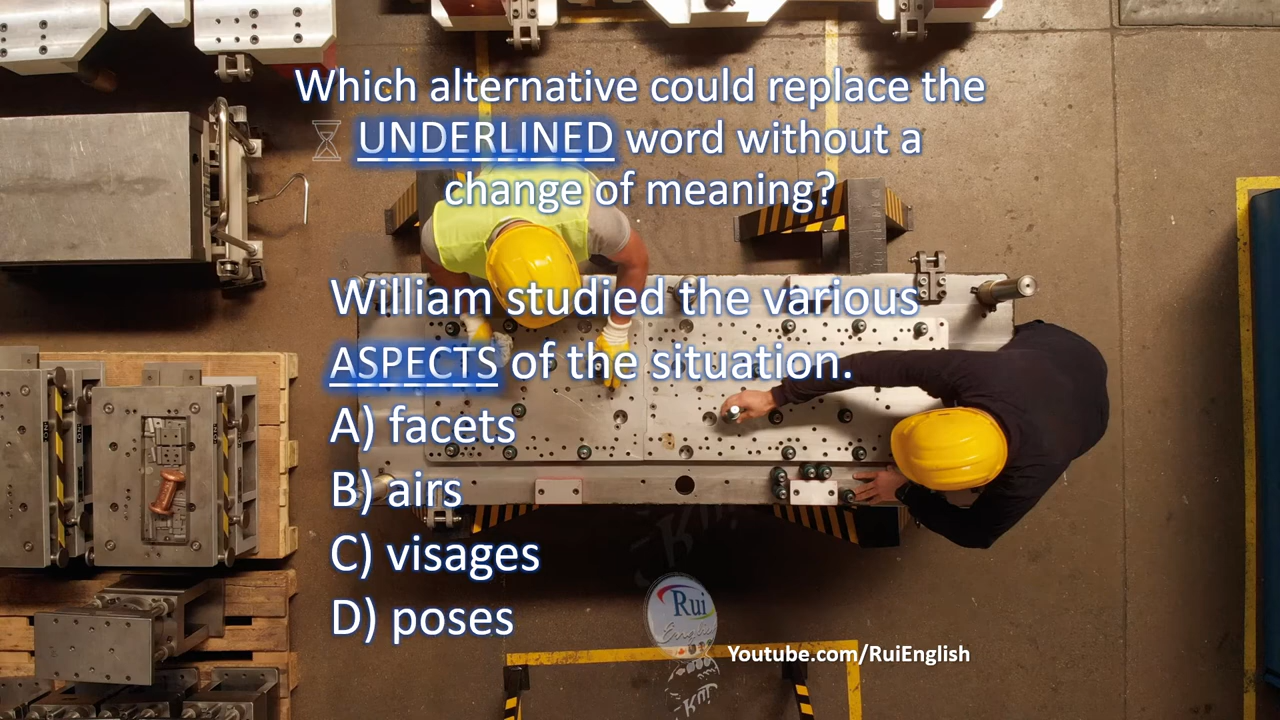 Which alternative could replace the
UNDERLINED word without a
change of meaning?
William studied the various
ASPECTS of the situation.
A) facets
B) airs
C) visages
D) poses
Rui
English
Youtube.com/RuiEnglish